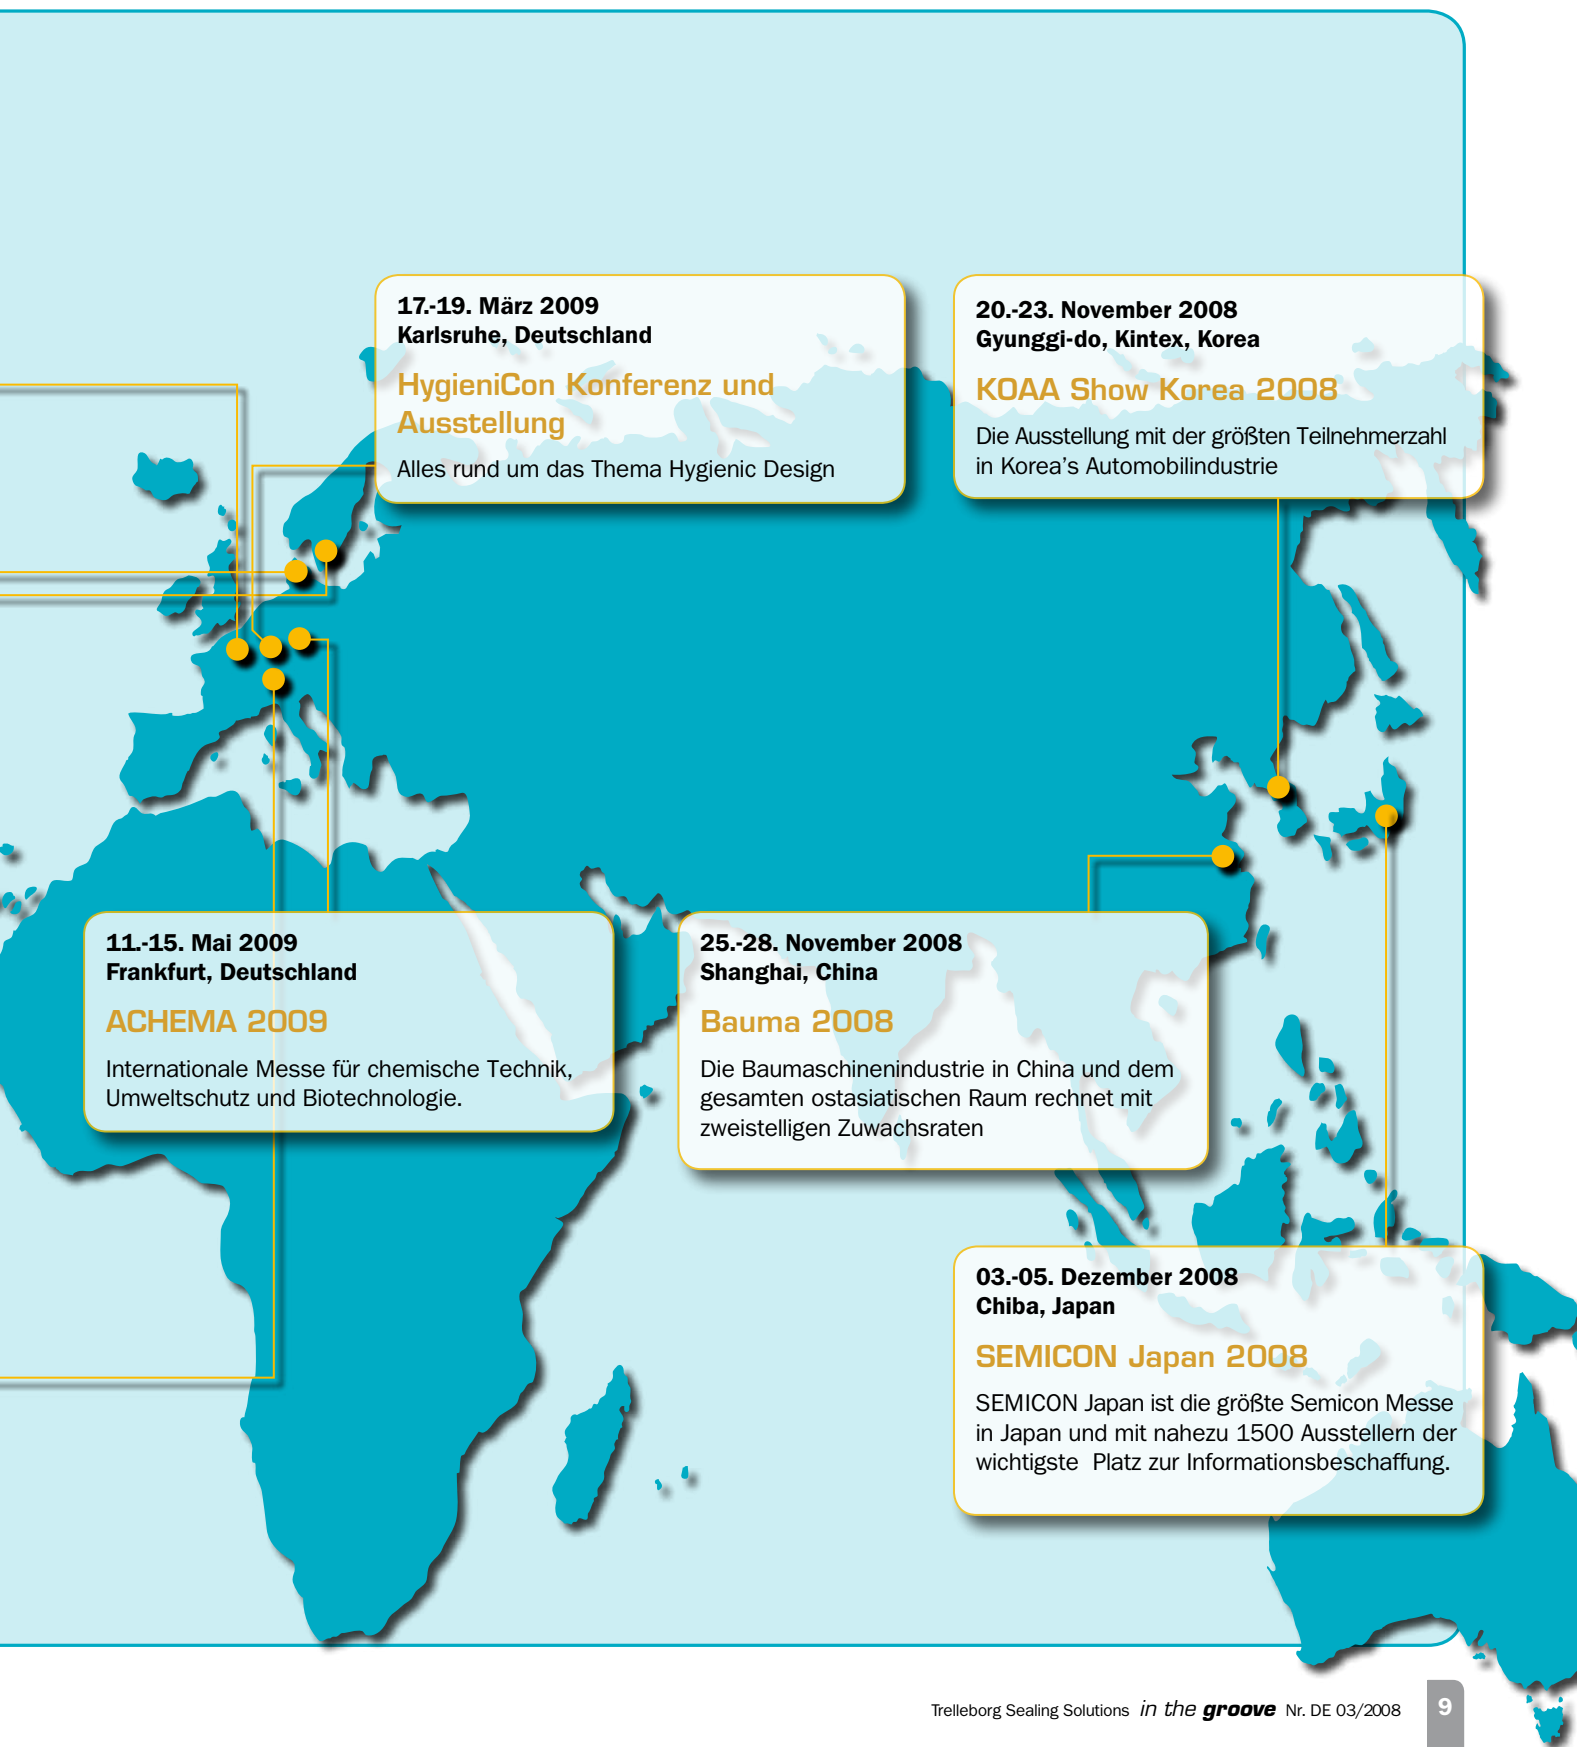 17.-19. März 2009
Karlsruhe, Deutschland
HygieniCon Konferenz und
Ausstellung
Alles rund um das Thema Hygienic Design
20.-23. November 2008
Gyunggi-do, Kintex, Korea
KOAA Show Korea 2008
Die Ausstellung mit der größten Teilnehmerzahl
in Korea's Automobilindustrie
11.-15. Mai 2009
Frankfurt, Deutschland
ACHEMA 2009
Internationale Messe für chemische Technik,
Umweltschutz und Biotechnologie.
25.-28. November 2008
Shanghai, China
Bauma 2008
Die Baumaschinenindustrie in China und dem
gesamten ostasiatischen Raum rechnet mit
zweistelligen Zuwachsraten
03.-05. Dezember 2008
Chiba, Japan
SEMICON Japan 2008
SEMICON Japan ist die größte Semicon Messe
in Japan und mit nahezu 1500 Ausstellern der
wichtigste  Platz zur Informationsbeschaffung.
Trelleborg Sealing Solutions in the groove Nr. DE 03/2008 9